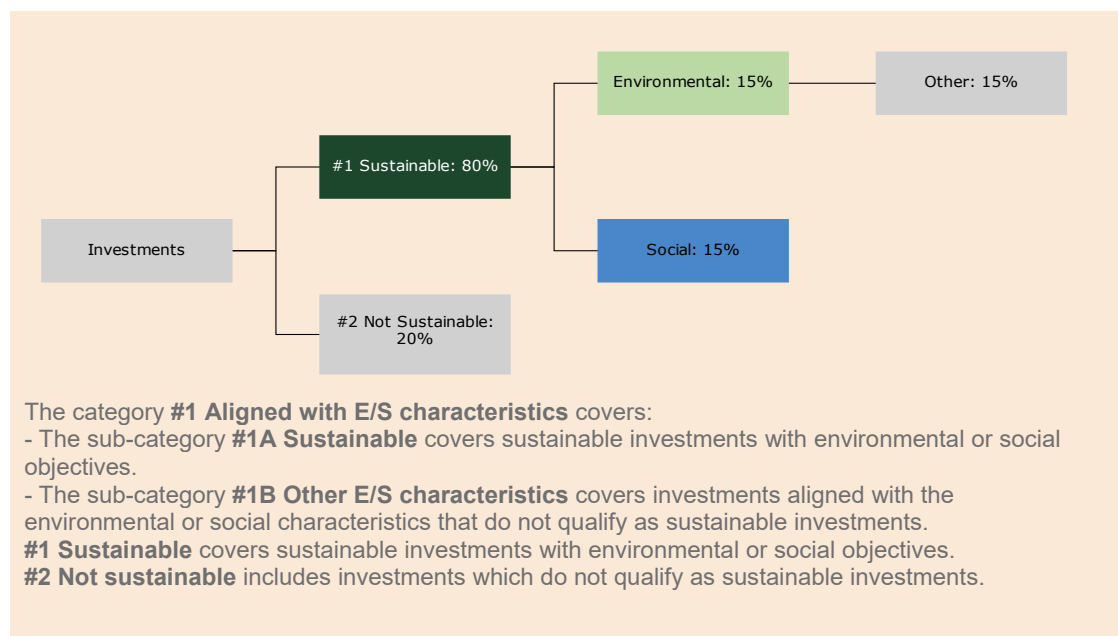 Environmental: 15%
Other: 15%
#1 Sustainable: 80%
Investments
Social: 15%
#2 Not Sustainable:
20%
The category #1 Aligned with E/S characteristics covers:
- The sub-category #1A Sustainable covers sustainable investments with environmental or social
objectives.
- The sub-category #1B Other E/S characteristics covers investments aligned with the
environmental or social characteristics that do not qualify as sustainable investments.
#1 Sustainable covers sustainable investments with environmental or social objectives.
#2 Not sustainable includes investments which do not qualify as sustainable investments.